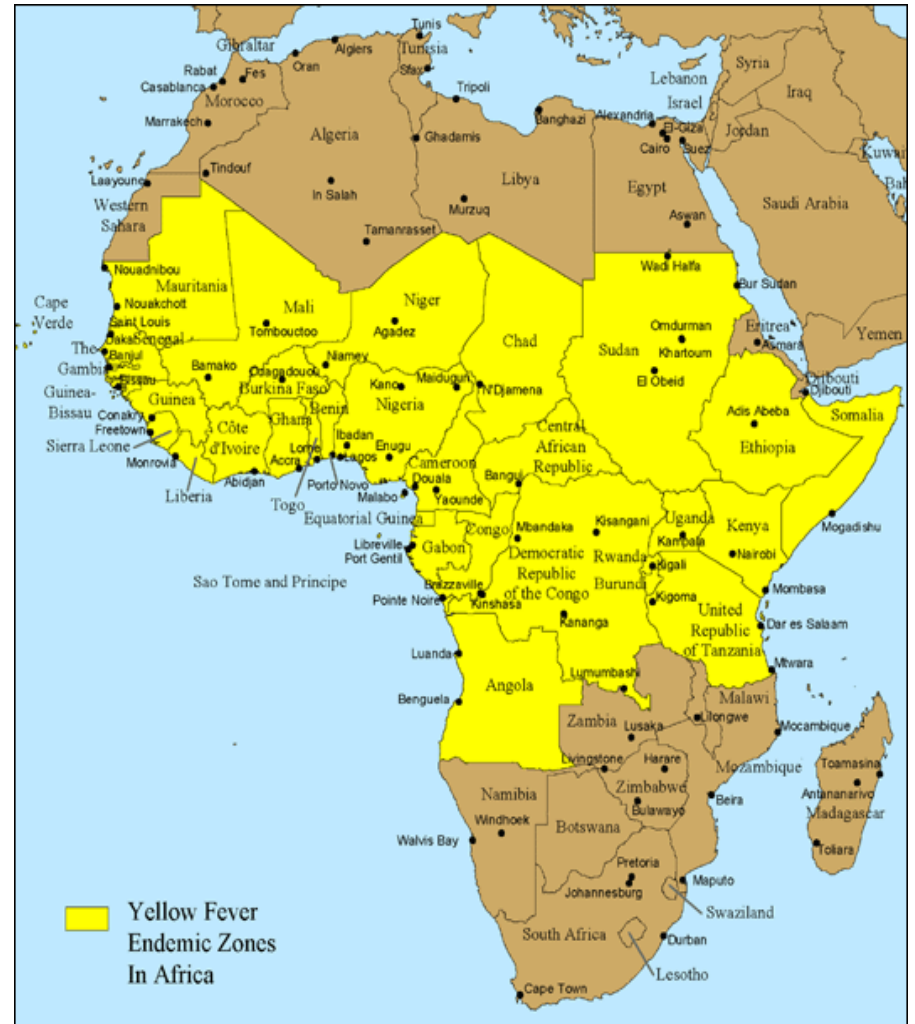 Tunis
Gibraltar
Algiers
Tunisia
Oran
Syria
Rabat
Fes
Sfax
Lebanon
Casablanca
Tripoli
Iraq
Morocco
Israel
Banghazi
Alexandria
El-Giza
Marrakech
Algeria
Ghadamis
Jordan
Cairo
Suez
Kuwait
Tindouf
Laayoune
In Salah
Libya
Egypt
Bah
Western
Sahara
Murzuq
Saudi Arabia
Aswan
Tamanrasset
Nouadnibou
Wadi Halfa
Mauritania
Bur Sudan
Cape
Verde
Nouakchott
Mali
Niger
Saint Louis
Tombouctoo
Agadez
Chad
Omdurman
Eritrea
Yemen
Daka
Senegal
Sudan
Khartoum
Asmara
The
Gambi
Banjul
Niamey
Bamako
Burkina Faso
Kano
Maiduguri
N'Djamena
El Obeid
Djibouti
Djibouti
Guinea-
Bissau
Bissau
Guinea
Benin
Nigeria
Adis Abeba
Somalia
Conakry
Freetown
Ghana
Côte
d'Ivoire
Central
African
Republic
Ethiopia
Sierra Leone
Ibadan
Enugu
Monrovia
Lome
Lagos
Cameroon
Douala
Bangui
Liberia
Abidjan
Accra
Porto Novo
Togo
Malabo
Yaounde
Equatorial Guinea
Congo
Mbandaka
Kisangani
Uganda
Kampala
Kenya
Mogadishu
Libreville
Port Gentil
Gabon
Democratic
Republic
of the Congo
Rwanda
Nairobi
Kigali
Sao Tome and Principe
Brazzaville
Burundi
Mombasa
Pointe Noire
Kinshasa
Kigoma
United
Republic
of Tanzania
Kananga
Dar es Salaam
Luanda
Mtwara
Lumumbashi
Angola
Malawi
Benguela
Zambia
Lusaka
Lilongwe
Mocambique
Livingstone
Harare
Mozambique
Toamasina
Namibia
Zimbabwe
Antananarivo
Bulawayo
Beira
Madagascar
Windhoek
Botswana
Walvis Bay
Toliara
Pretoria
Johannesburg
Maputo
Swaziland
South Africa
Durban
Lesotho
Cape Town
Yellow Fever
Endemic Zones
In Africa